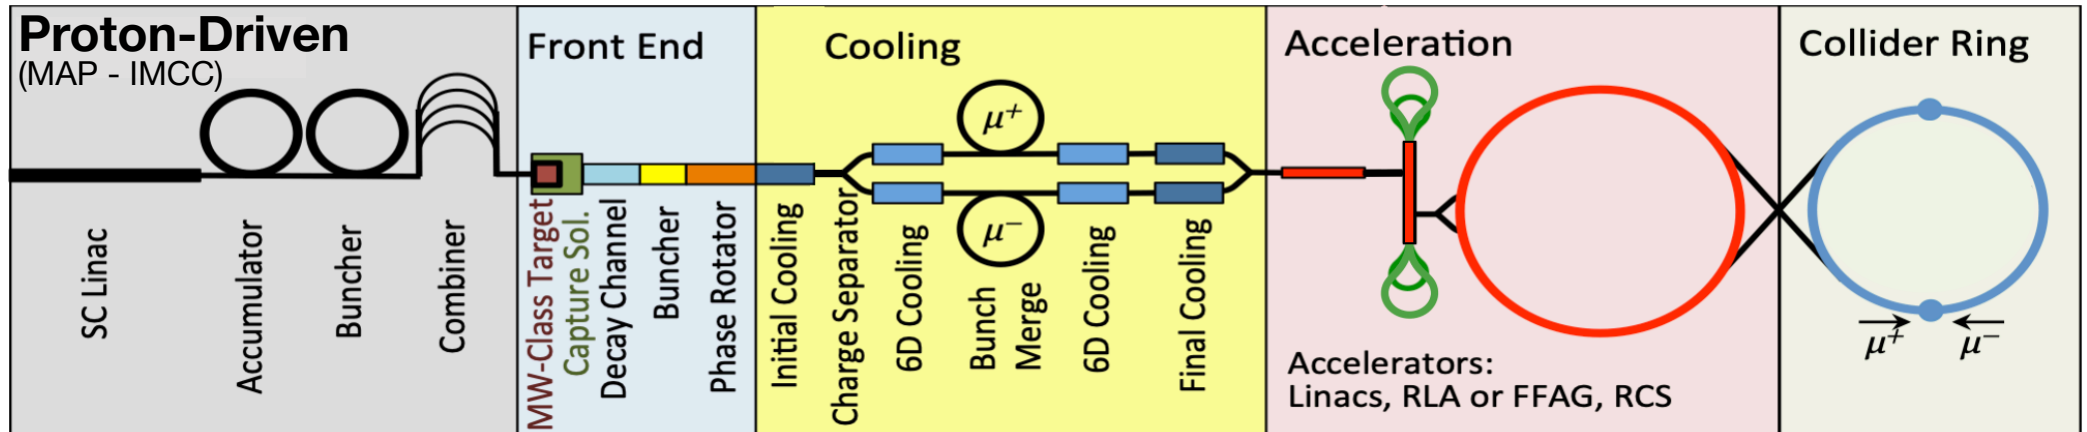 Proton-Driven
(MAP - IMCC)
SC Linac
Accumulator
Buncher
Combiner
Front End
MW-Class Target
Capture Sol.
Decay Channel
Buncher
Phase Rotator
Cooling
μ⁺
μ⁻
Initial Cooling
Charge Separator
6D Cooling
Bunch
Merge
6D Cooling
Final Cooling
Acceleration
Accelerators:
Linacs, RLA or FFAG, RCS
Collider Ring
μ⁺ μ⁻